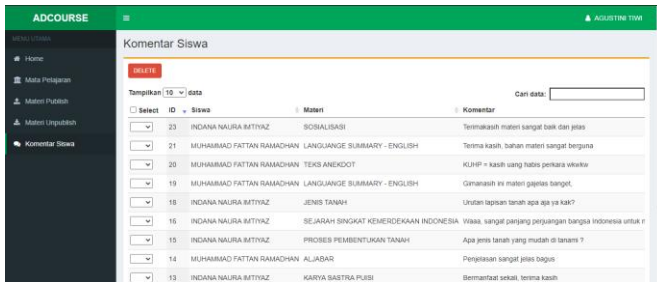 ADCOURSE
AGUSTINI TIWI
MENU UTAMA
Home
Mata Pelajaran
Materi Publish
Materi Unpublish
Komentar Siswa
Komentar Siswa
DELETE
Tampilkan 10 data
Cari data:
Select ID Siswa Materi Komentar
23 INDANA NAURA IMTIYAZ SOSIALISASI Terimakasih materi sangat baik dan jelas
21 MUHAMMAD FATTAN RAMADHAN LANGUANGE SUMMARY - ENGLISH Terima kasih, bahan materi sangat berguna
20 MUHAMMAD FATTAN RAMADHAN TEKS ANEKDOT KUHP = kasih uang habis perkara wkwkw
19 MUHAMMAD FATTAN RAMADHAN LANGUANGE SUMMARY - ENGLISH Gimanasih ini materi gajelas banget.
18 INDANA NAURA IMTIYAZ JENIS TANAH Urutan lapisan tanah apa aja ya kak?
16 INDANA NAURA IMTIYAZ SEJARAH SINGKAT KEMERDEKAAN INDONESIA Waaa, sangat panjang perjuangan bangsa Indonesia untuk
15 INDANA NAURA IMTIYAZ PROSES PEMBENTUKAN TANAH Apa jenis tanah yang mudah di tanami ?
14 MUHAMMAD FATTAN RAMADHAN ALJABAR Penjelasan sangat jelas bagus
13 INDANA NAURA IMTIYAZ KARYA SASTRA PUISI Bermanfaat sekali, terima kasih